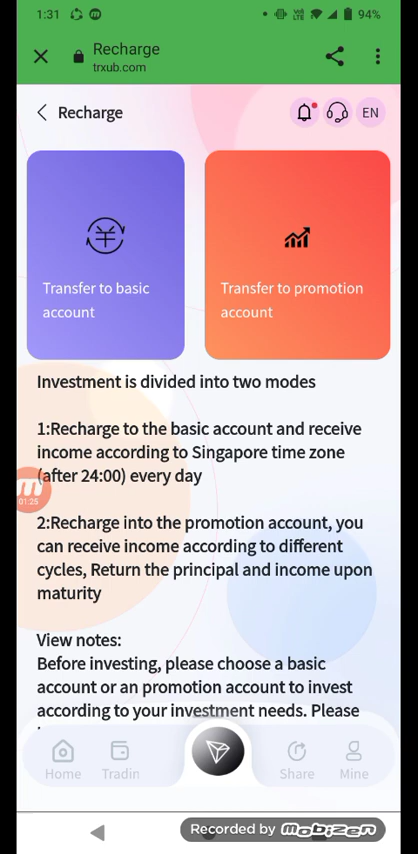 1:31
94%
Recharge
trxub.com
Recharge
EN
Transfer to basic
account
Transfer to promotion
account
Investment is divided into two modes
1:Recharge to the basic account and receive
income according to Singapore time zone
(after 24:00) every day
01:25
2:Recharge into the promotion account, you
can receive income according to different
cycles, Return the principal and income upon
maturity
View notes:
Before investing, please choose a basic
account or an promotion account to invest
according to your investment needs. Please
Home
Tradin
Share
Mine
Recorded by mobizen